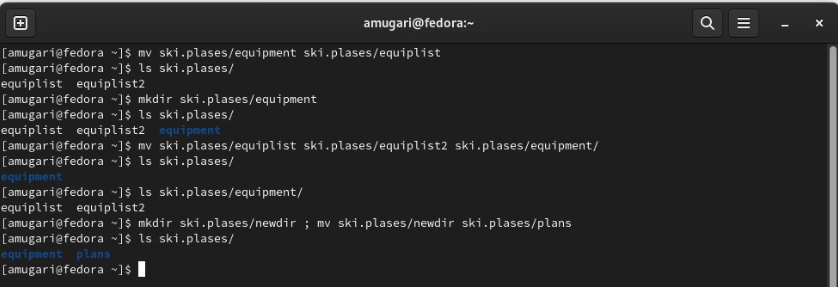 amugari@fedora:~
[amugari@fedora ~]$ mv ski.plases/equipment ski.plases/equiplist
[amugari@fedora ~]$ ls ski.plases/
equiplist  equiplist2
[amugari@fedora ~]$ mkdir ski.plases/equipment
[amugari@fedora ~]$ ls ski.plases/
equiplist  equiplist2  equipment
[amugari@fedora ~]$ mv ski.plases/equiplist ski.plases/equiplist2 ski.plases/equipment/
[amugari@fedora ~]$ ls ski.plases/
equipment
[amugari@fedora ~]$ ls ski.plases/equipment/
equiplist  equiplist2
[amugari@fedora ~]$ mkdir ski.plases/newdir ; mv ski.plases/newdir ski.plases/plans
[amugari@fedora ~]$ ls ski.plases/
equipment  plans
[amugari@fedora ~]$